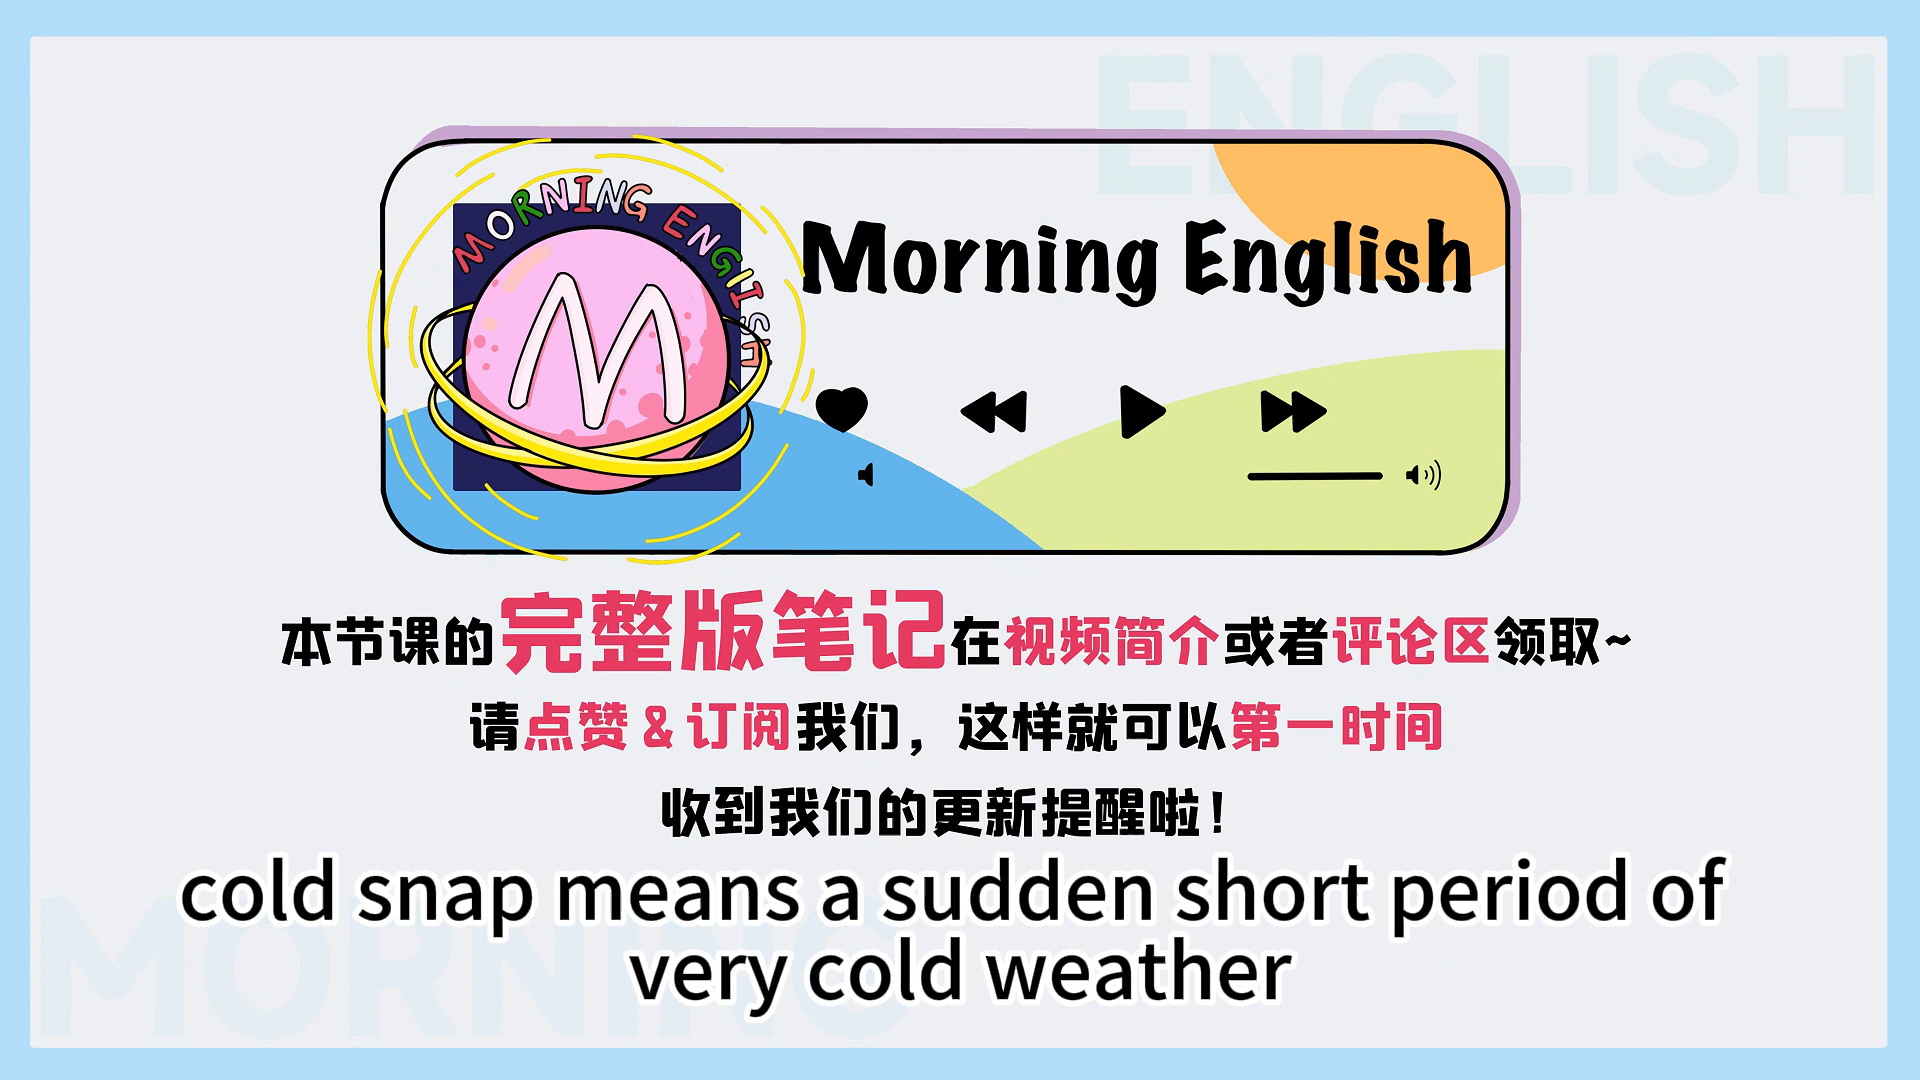 ENGLISH
MORNING ENGLISH
M
Morning English
本节课的完整版笔记在视频简介或者评论区领取~
请点赞&订阅我们，这样就可以第一时间
收到我们的更新提醒啦！
cold snap means a sudden short period of
very cold weather
MORNING